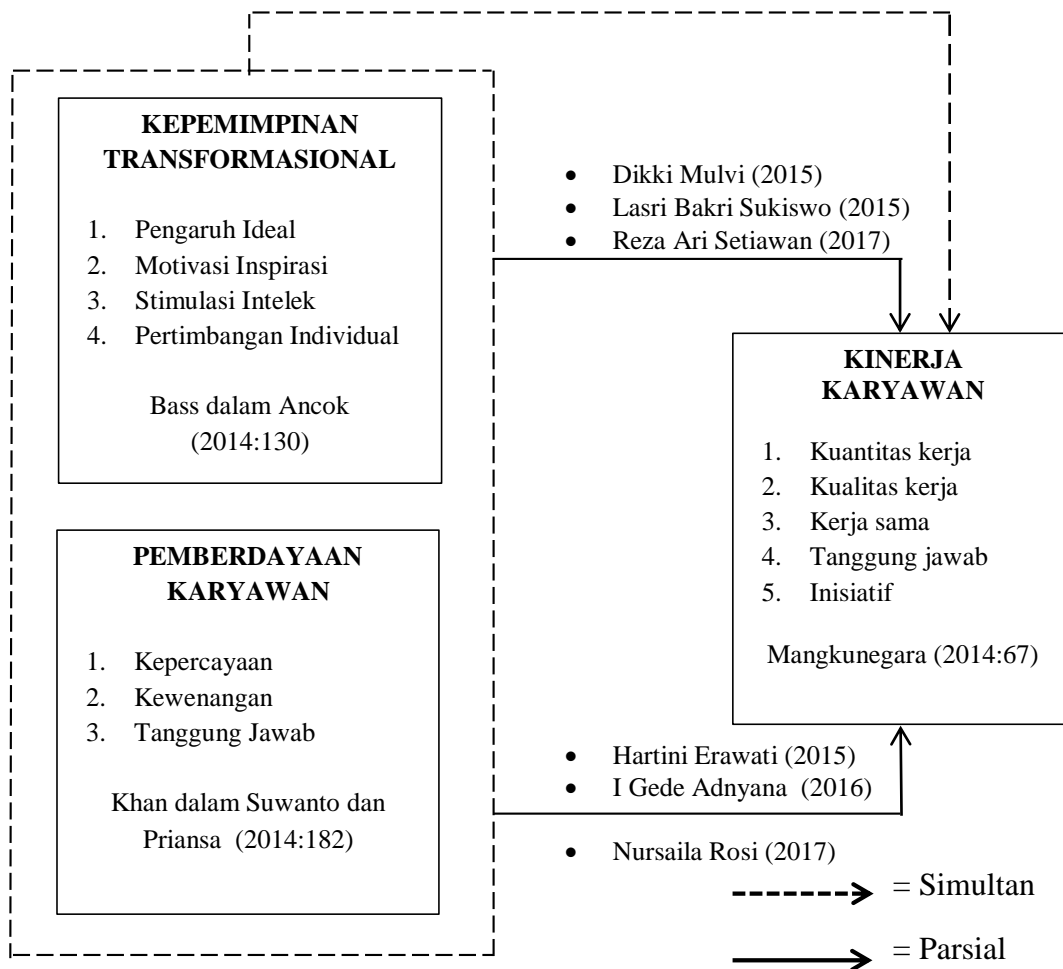 KEPEMIMPINAN
TRANSFORMASIONAL
1. Pengaruh Ideal
2. Motivasi Inspirasi
3. Stimulasi Intelek
4. Pertimbangan Individual
Bass dalam Ancok
(2014:130)
PEMBERDAYAAN
KARYAWAN
1. Kepercayaan
2. Kewenangan
3. Tanggung Jawab
Khan dalam Suwanto dan
Priansa (2014:182)
• Dikki Mulvi (2015)
• Lasri Bakri Sukiswo (2015)
• Reza Ari Setiawan (2017)
KINERJA
KARYAWAN
1. Kuantitas kerja
2. Kualitas kerja
3. Kerja sama
4. Tanggung jawab
5. Inisiatif
Mangkunegara (2014:67)
• Hartini Erawati (2015)
• I Gede Adnyana (2016)
• Nursaila Rosi (2017)
= Simultan
= Parsial